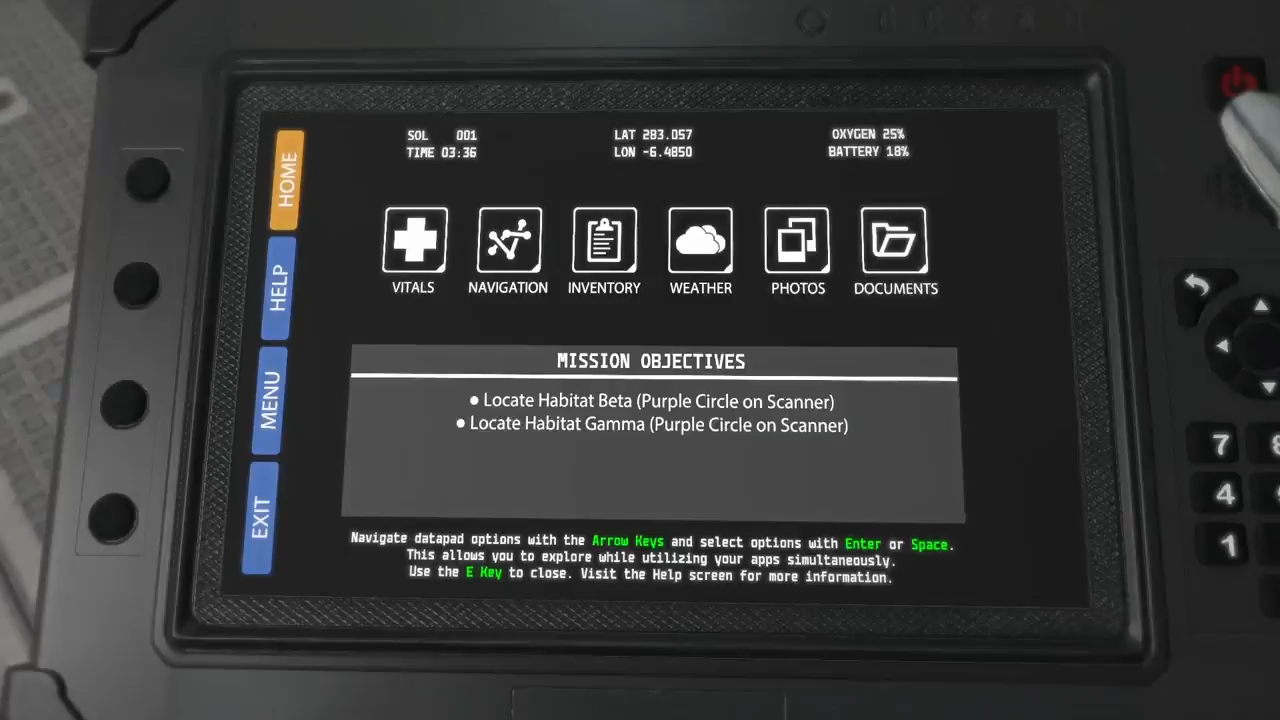 SOL 001
TIME 03:36
LAT 283.057
LON -6.4850
OXYGEN 25%
BATTERY 18%
HOME
HELP
MENU
EXIT
VITALS
NAVIGATION
INVENTORY
WEATHER
PHOTOS
DOCUMENTS
MISSION OBJECTIVES
● Locate Habitat Beta (Purple Circle on Scanner)
● Locate Habitat Gamma (Purple Circle on Scanner)
Navigate datapad options with the Arrow Keys and select options with Enter or Space.
This allows you to explore while utilizing your apps simultaneously.
Use the E Key to close. Visit the Help screen for more information.
7
4
1